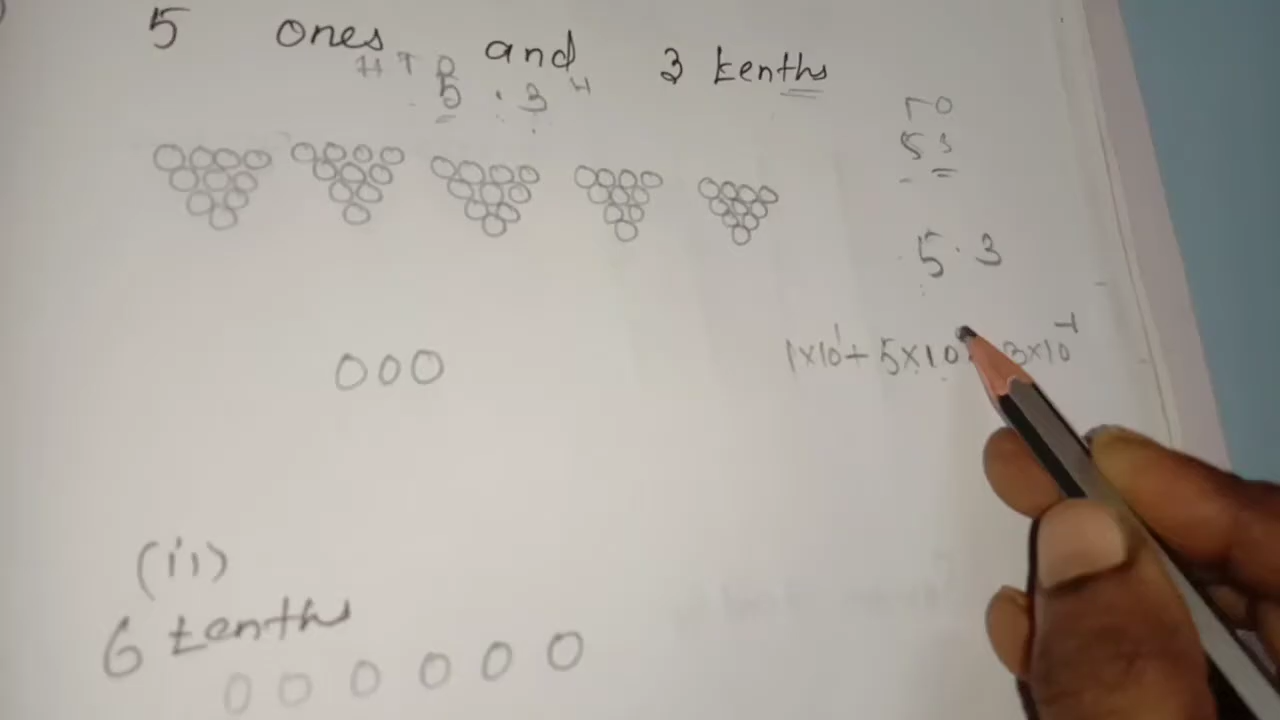 5 ones and 3 tenths
H T O
5 . 3 H
T O
5 3
5 . 3
1×10¹ + 5×10 3×10⁻¹
(ii)
6 tenths